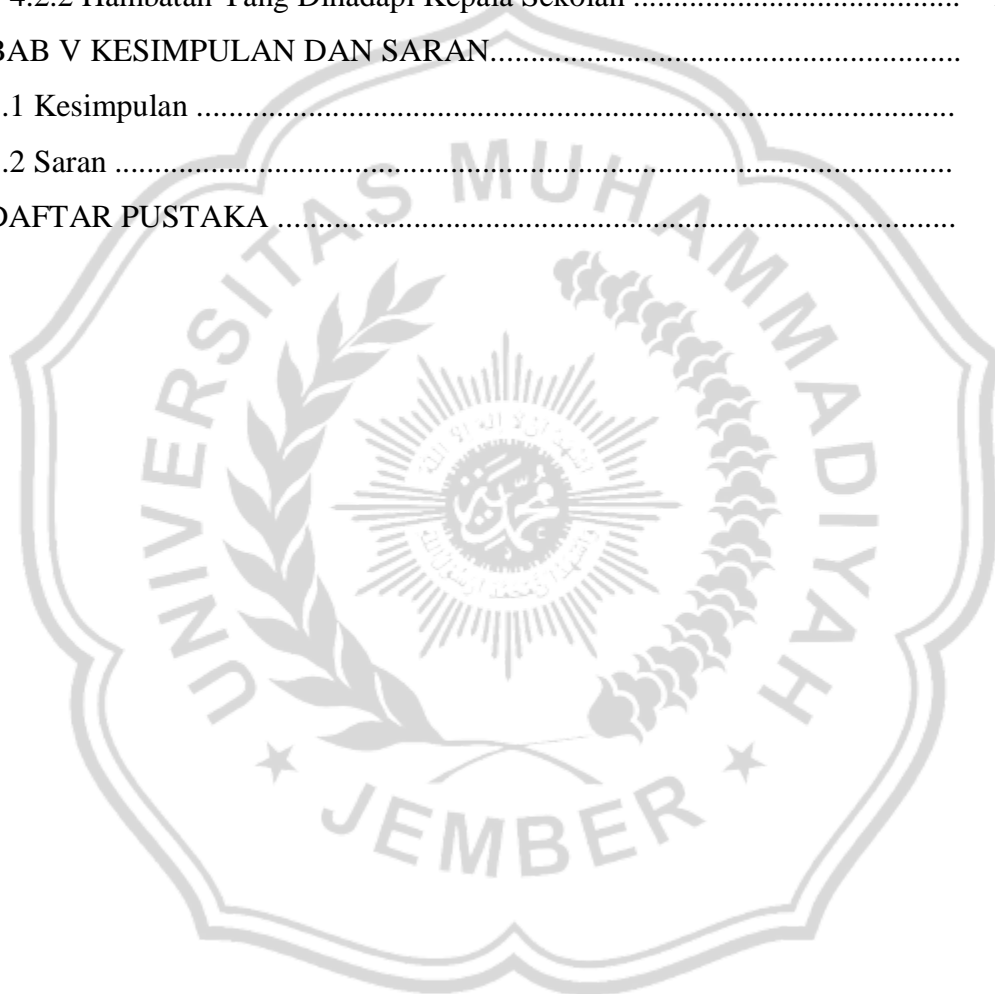 4.2.2 Hambatan Yang Dihadapi Kepala Sekolah ....................................
BAB V KESIMPULAN DAN SARAN....................................................
.1 Kesimpulan ....................................................................................
.2 Saran .............................................................................................
DAFTAR PUSTAKA ...........................................................................
UNIVERSITAS MUHAMMADIYAH
JEMBER